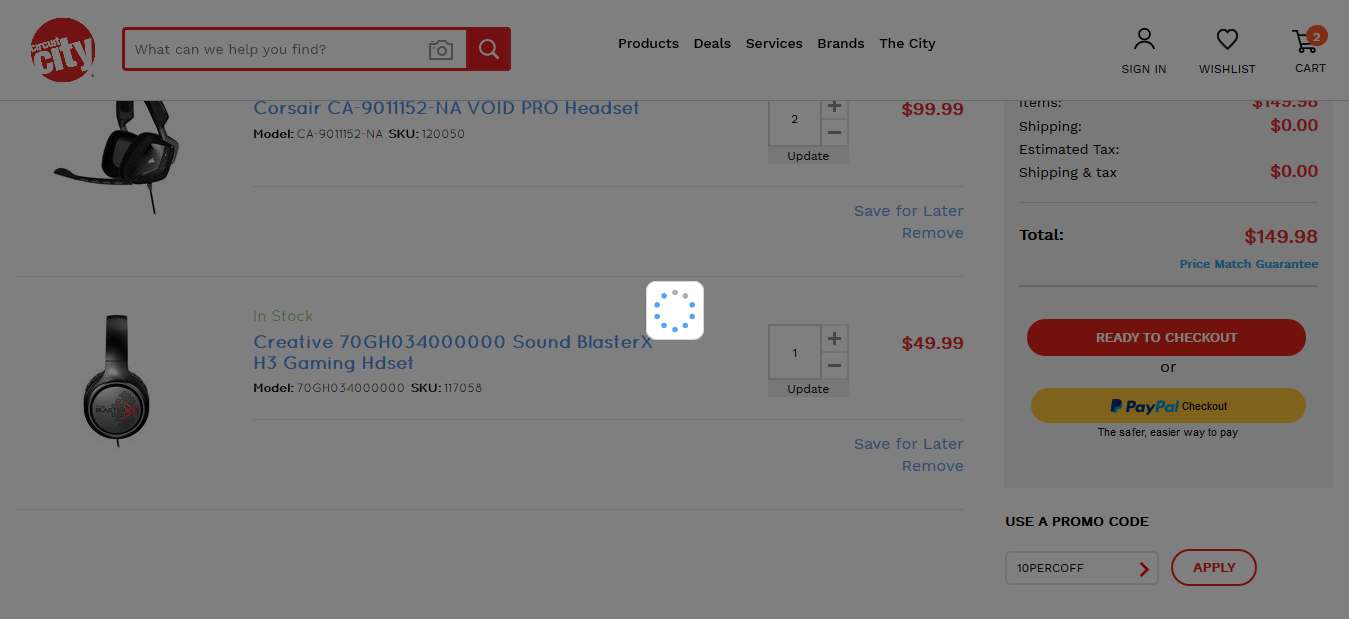 circuit
city
What can we help you find?
Products Deals Services Brands The City
SIGN IN
WISHLIST
2
CART
Corsair CA-9011152-NA VOID PRO Headset
Model: CA-9011152-NA SKU: 120050
2
+
−
Update
$99.99
Save for Later
Remove
In Stock
Creative 70GH034000000 Sound BlasterX
H3 Gaming Hdset
Model: 70GH034000000 SKU: 117058
1
+
−
Update
$49.99
Save for Later
Remove
Items: $149.98
Shipping: $0.00
Estimated Tax:
Shipping & tax $0.00
Total: $149.98
Price Match Guarantee
READY TO CHECKOUT
or
PayPal Checkout
The safer, easier way to pay
USE A PROMO CODE
10PERCOFF
APPLY